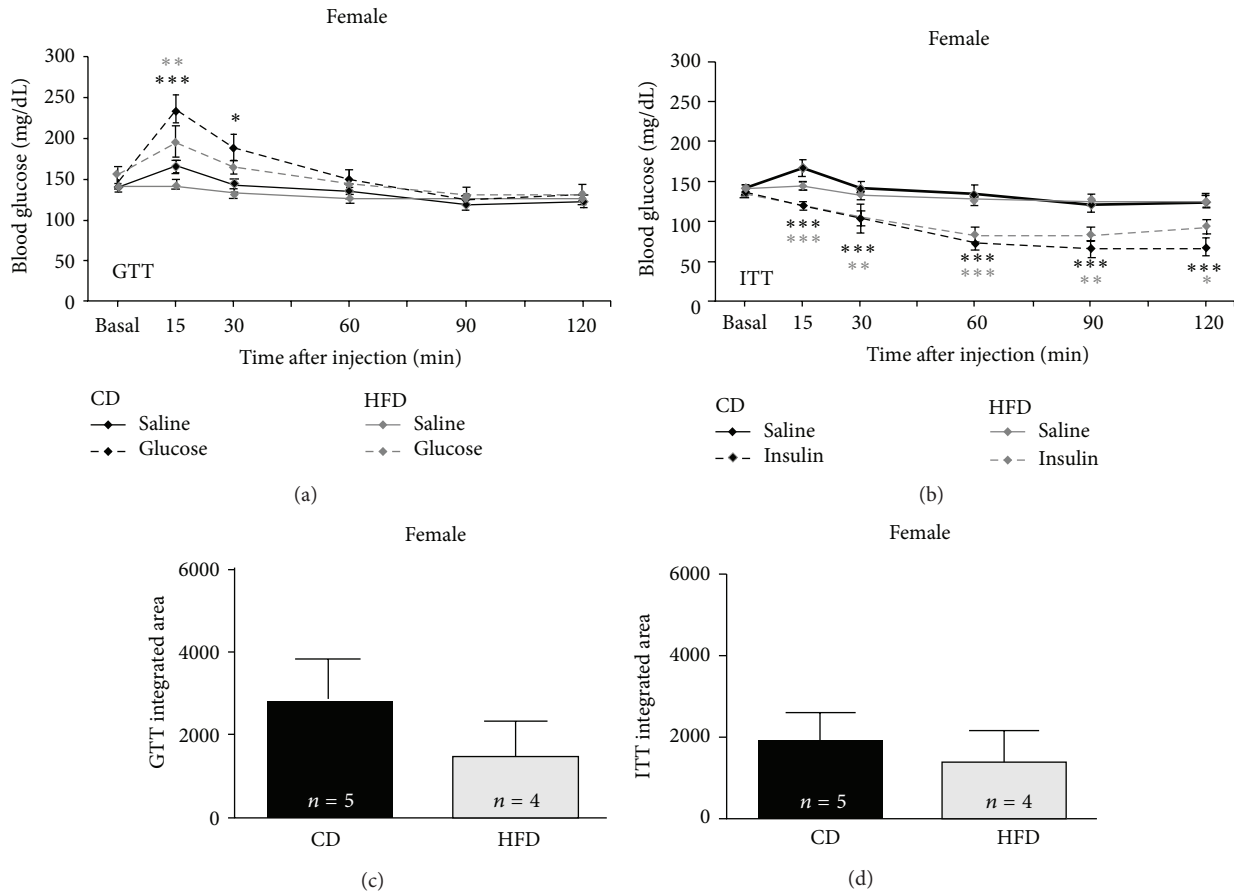 Female
300
250
200
150
100
50
0
Blood glucose (mg/dL)
**
***
*
GTT
Basal 15 30 60 90 120
Time after injection (min)
CD HFD
Saline Saline
Glucose Glucose
(a)
Female
300
250
200
150
100
50
0
Blood glucose (mg/dL)
*** *** *** *** ***
*** ** *** ** *
ITT
Basal 15 30 60 90 120
Time after injection (min)
CD HFD
Saline Saline
Insulin Insulin
(b)
Female
6000
4000
2000
0
GTT integrated area
n = 5 n = 4
CD HFD
(c)
Female
6000
4000
2000
0
ITT integrated area
n = 5 n = 4
CD HFD
(d)